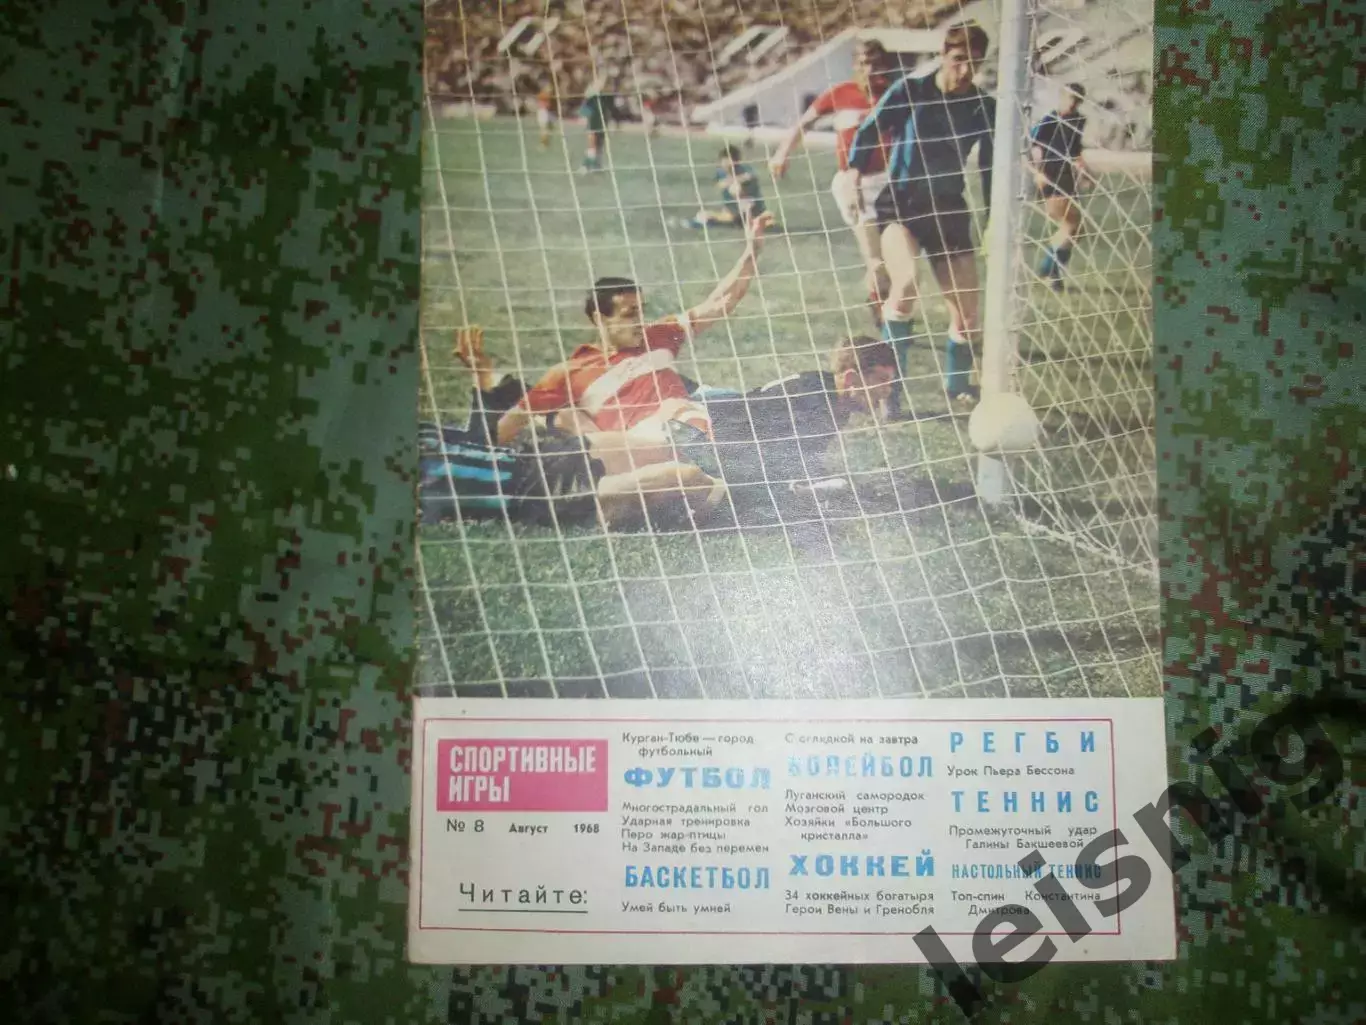 СПОРТИВНЫЕ
ИГРЫ
№ 8 Август 1968
Читайте:
Курган-Тюбе — город
футбольный
ФУТБОЛ
Многострадальный гол
Ударная тренировка
Перо жар-птицы
На Западе без перемен
БАСКЕТБОЛ
Умей быть умней
С оглядкой на завтра
ВОЛЕЙБОЛ
Луганский самородок
Мозговой центр
Хозяйки «Большого
кристалла»
ХОККЕЙ
34 хоккейных богатыря
Герои Вены и Гренобля
РЕГБИ
Урок Пьера Бессона
ТЕННИС
Промежуточный удар
Галины Бакшеевой
НАСТОЛЬНЫЙ ТЕННИС
Топ-спин Константина
Дмитрова
leisni9